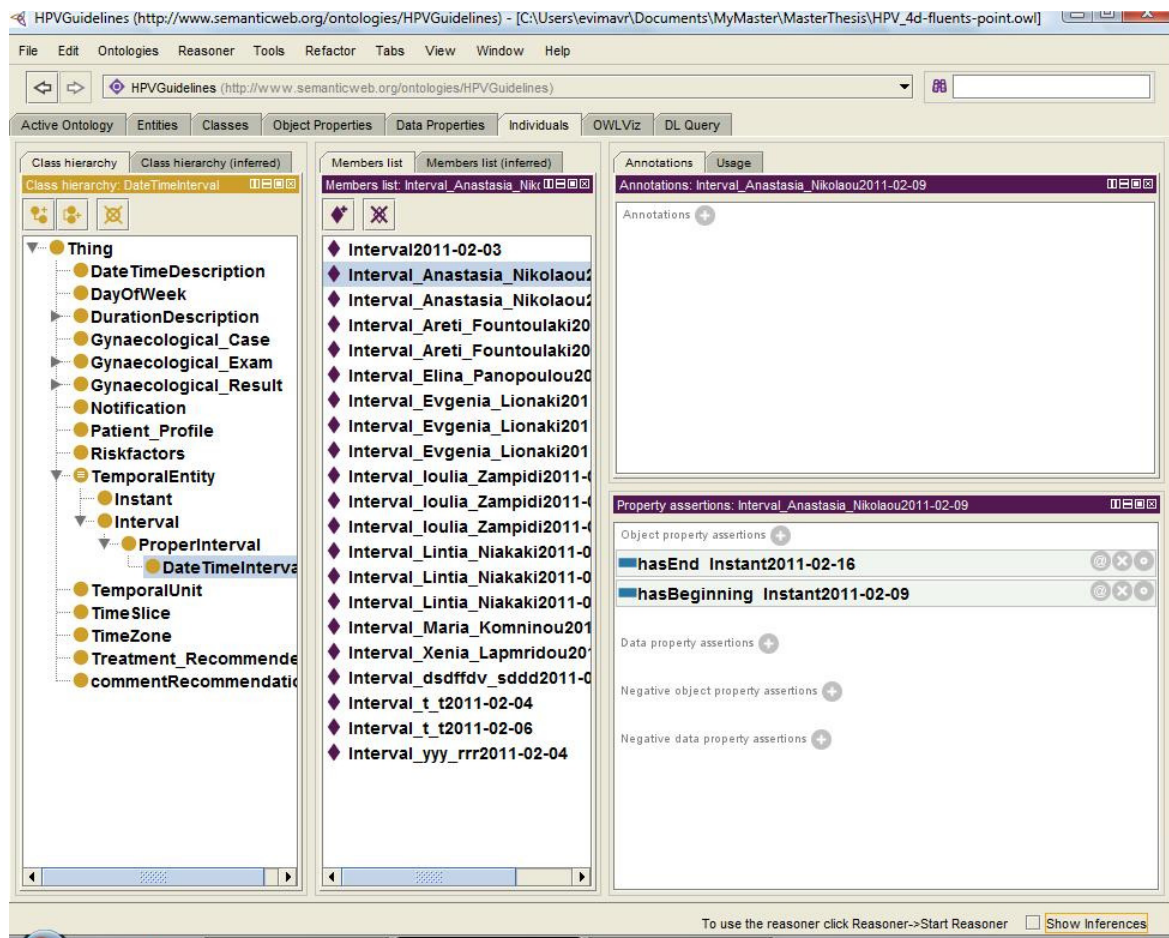 HPVGuidelines (http://www.semanticweb.org/ontologies/HPVGuidelines) - [C:\Users\evimavr\Documents\MyMaster\MasterThesis\HPV_4d-fluents-point.owl]
File Edit Ontologies Reasoner Tools Refactor Tabs View Window Help
HPVGuidelines (http://www.semanticweb.org/ontologies/HPVGuidelines)
Active Ontology Entities Classes Object Properties Data Properties Individuals OWLViz DL Query
Class hierarchy Class hierarchy (inferred)
Class hierarchy: DateTimeInterval
Thing
DateTimeDescription
DayOfWeek
DurationDescription
Gynaecological_Case
Gynaecological_Exam
Gynaecological_Result
Notification
Patient_Profile
Riskfactors
TemporalEntity
Instant
Interval
ProperInterval
DateTimeInterva
TemporalUnit
TimeSlice
TimeZone
Treatment_Recommende
commentRecommendatio
Members list Members list (inferred)
Members list: Interval_Anastasia_Niko
Interval2011-02-03
Interval_Anastasia_Nikolaou2
Interval_Anastasia_Nikolaou2
Interval_Areti_Fountoulaki20
Interval_Areti_Fountoulaki20
Interval_Elina_Panopoulou20
Interval_Evgenia_Lionaki201
Interval_Evgenia_Lionaki201
Interval_Evgenia_Lionaki201
Interval_Ioulia_Zampidi2011-0
Interval_Ioulia_Zampidi2011-0
Interval_Ioulia_Zampidi2011-0
Interval_Lintia_Niakaki2011-0
Interval_Lintia_Niakaki2011-0
Interval_Lintia_Niakaki2011-0
Interval_Maria_Komninou201
Interval_Xenia_Lapmridou201
Interval_dsdffdv_sddd2011-0
Interval_t_t2011-02-04
Interval_t_t2011-02-06
Interval_yyy_rrr2011-02-04
Annotations Usage
Annotations: Interval_Anastasia_Nikolaou2011-02-09
Annotations
Property assertions: Interval_Anastasia_Nikolaou2011-02-09
Object property assertions
hasEnd Instant2011-02-16
hasBeginning Instant2011-02-09
Data property assertions
Negative object property assertions
Negative data property assertions
To use the reasoner click Reasoner->Start Reasoner Show Inferences